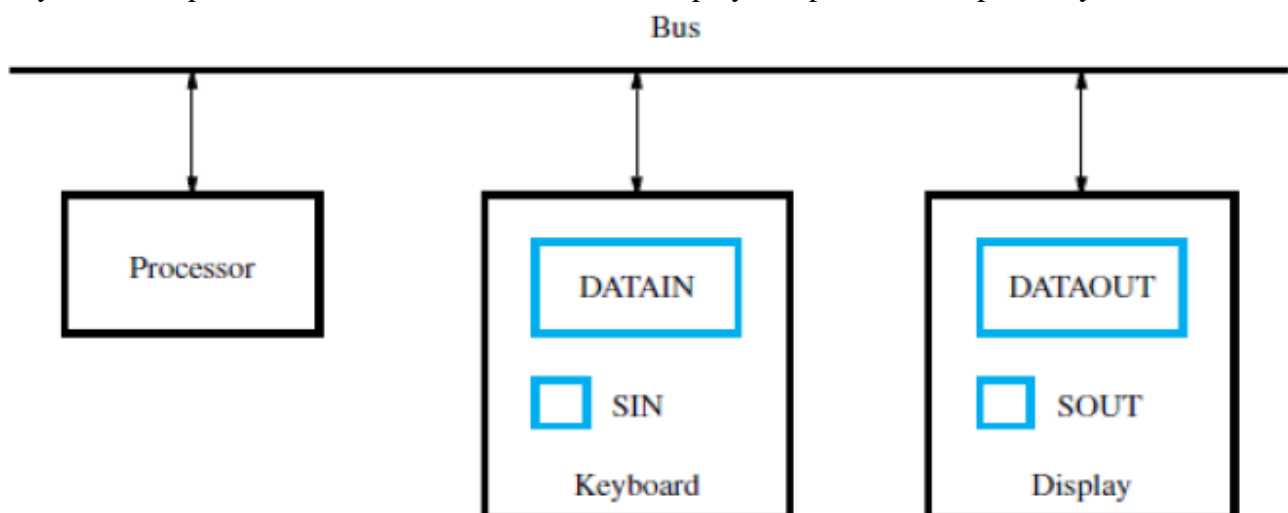 Bus
Processor
DATAIN
DATAOUT
SIN
SOUT
Keyboard
Display